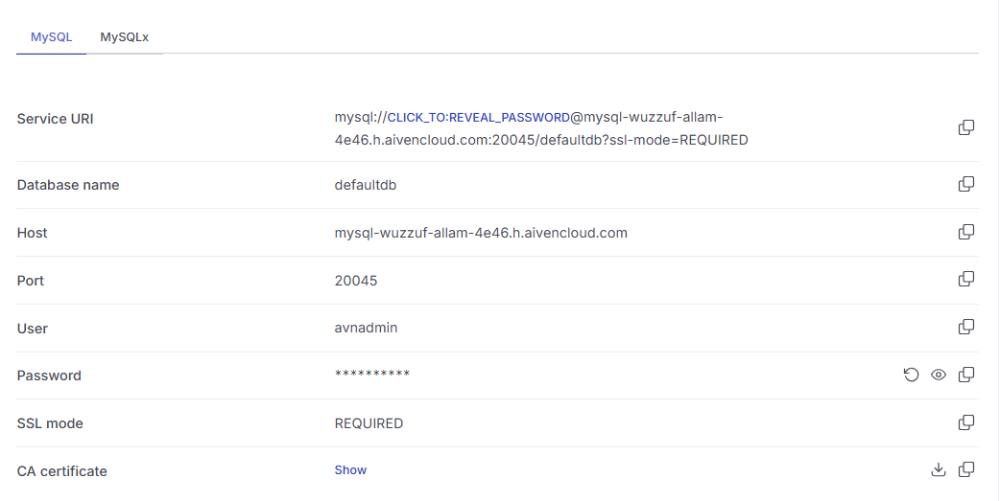 MySQL MySQLx
Service URI mysql://CLICK_TO:REVEAL_PASSWORD@mysql-wuzzuf-allam-
4e46.h.aivencloud.com:20045/defaultdb?ssl-mode=REQUIRED
Database name defaultdb
Host mysql-wuzzuf-allam-4e46.h.aivencloud.com
Port 20045
User avnadmin
Password **********
SSL mode REQUIRED
CA certificate Show